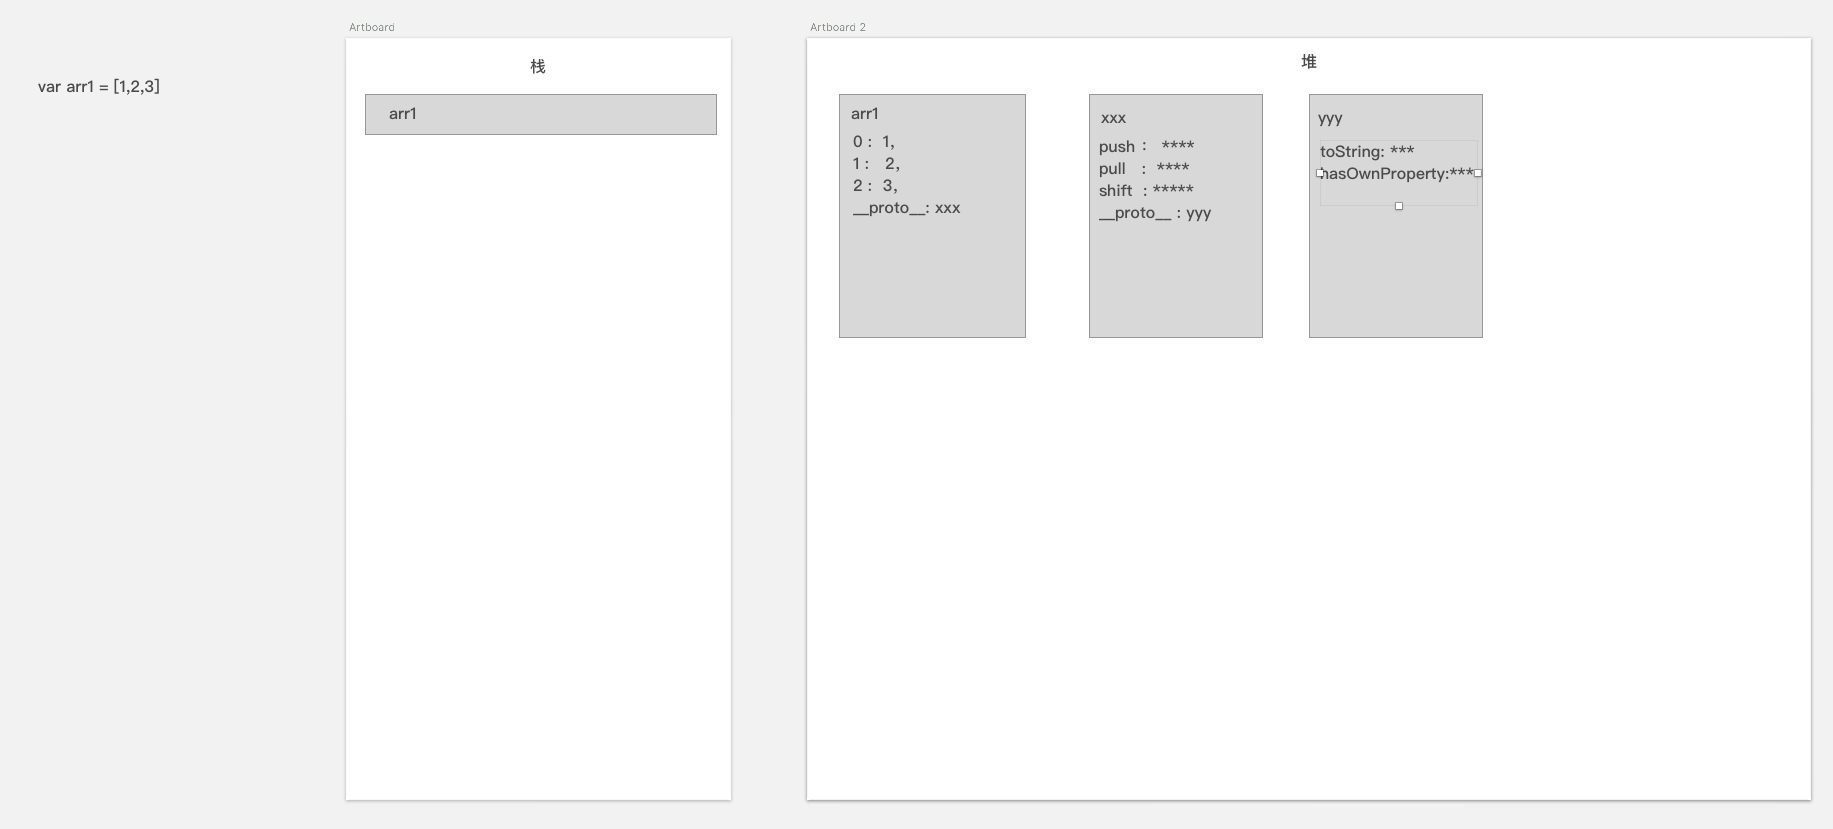 Artboard
Artboard 2
var arr1 = [1,2,3]
栈
arr1
堆
arr1
0 : 1,
1 : 2,
2 : 3,
__proto__: xxx
xxx
push : ****
pull : ****
shift : *****
__proto__ : yyy
yyy
toString: ***
hasOwnProperty:***